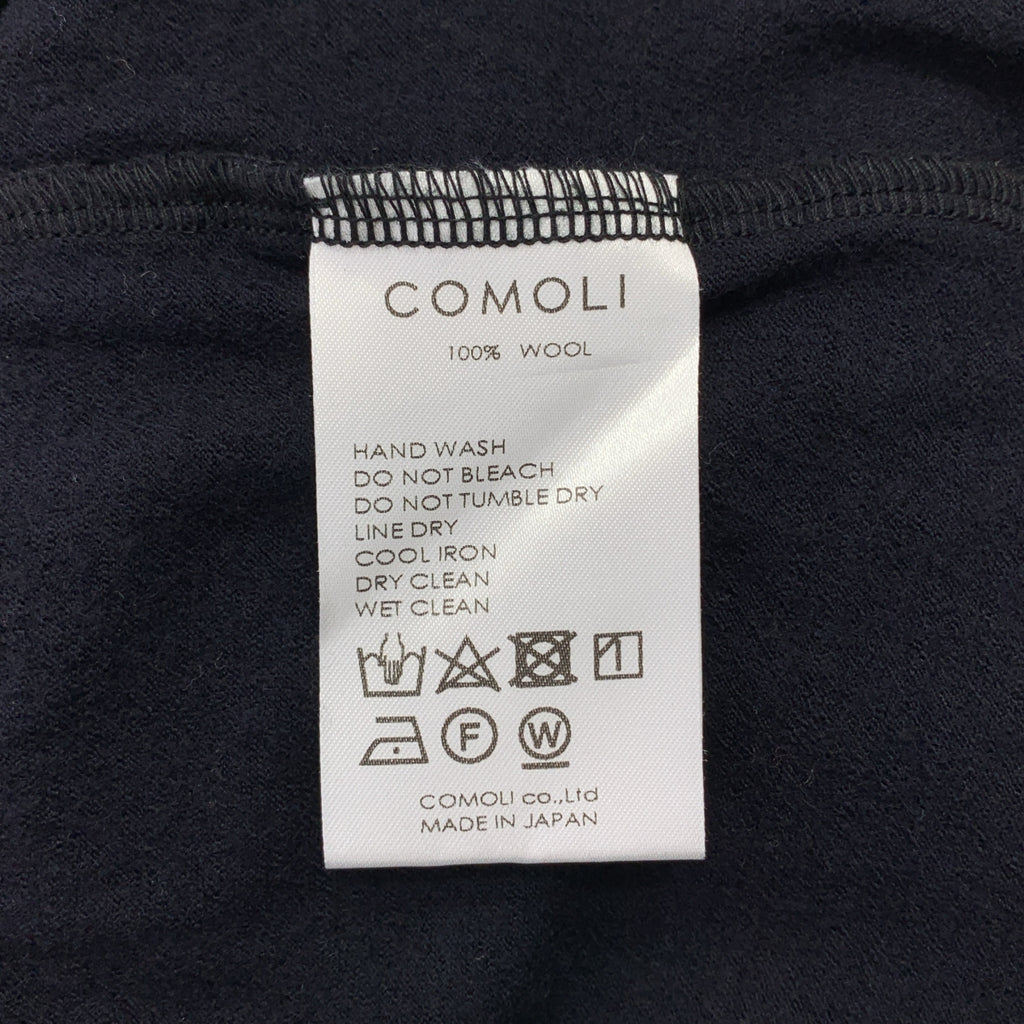 COMOLI
100% WOOL
HAND WASH
DO NOT BLEACH
DO NOT TUMBLE DRY
LINE DRY
COOL IRON
DRY CLEAN
WET CLEAN
F W
COMOLI co.,Ltd
MADE IN JAPAN